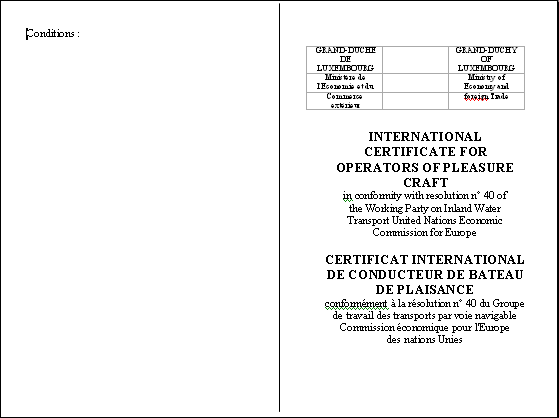 Conditions :
GRAND-DUCHE
DE
LUXEMBOURG
GRAND-DUCHY
OF
LUXEMBOURG
Ministere de
l'Economie et du
Ministry of
Economy and
Commerce
exterieur
foreign Trade
INTERNATIONAL
CERTIFICATE FOR
OPERATORS OF PLEASURE
CRAFT
in conformity with resolution n° 40 of
the Working Party on Inland Water
Transport United Nations Economic
Commission for Europe
CERTIFICAT INTERNATIONAL
DE CONDUCTEUR DE BATEAU
DE PLAISANCE
conformément à la résolution n° 40 du Groupe
de travail des transports par voie navigable
Commission économique pour l'Europe
des nations Unies